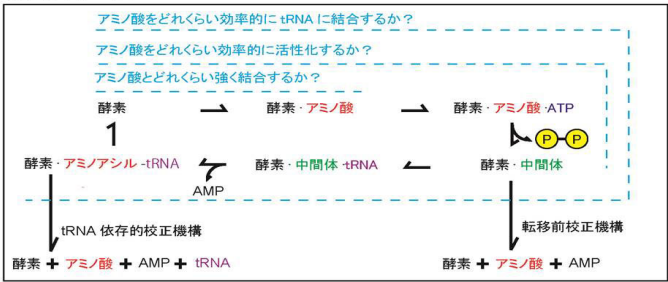 アミノ酸をどれくらい効率的に tRNA に結合するか?
アミノ酸をどれくらい効率的に活性化するか?
アミノ酸とどれくらい強く結合するか?
酵素
酵素・アミノ酸
酵素・アミノ酸・ATP
P P
酵素・アミノアシル-tRNA
酵素・中間体・tRNA
酵素・中間体
AMP
tRNA 依存的校正機構
転移前校正機構
酵素 + アミノ酸 + AMP + tRNA
酵素 + アミノ酸 + AMP